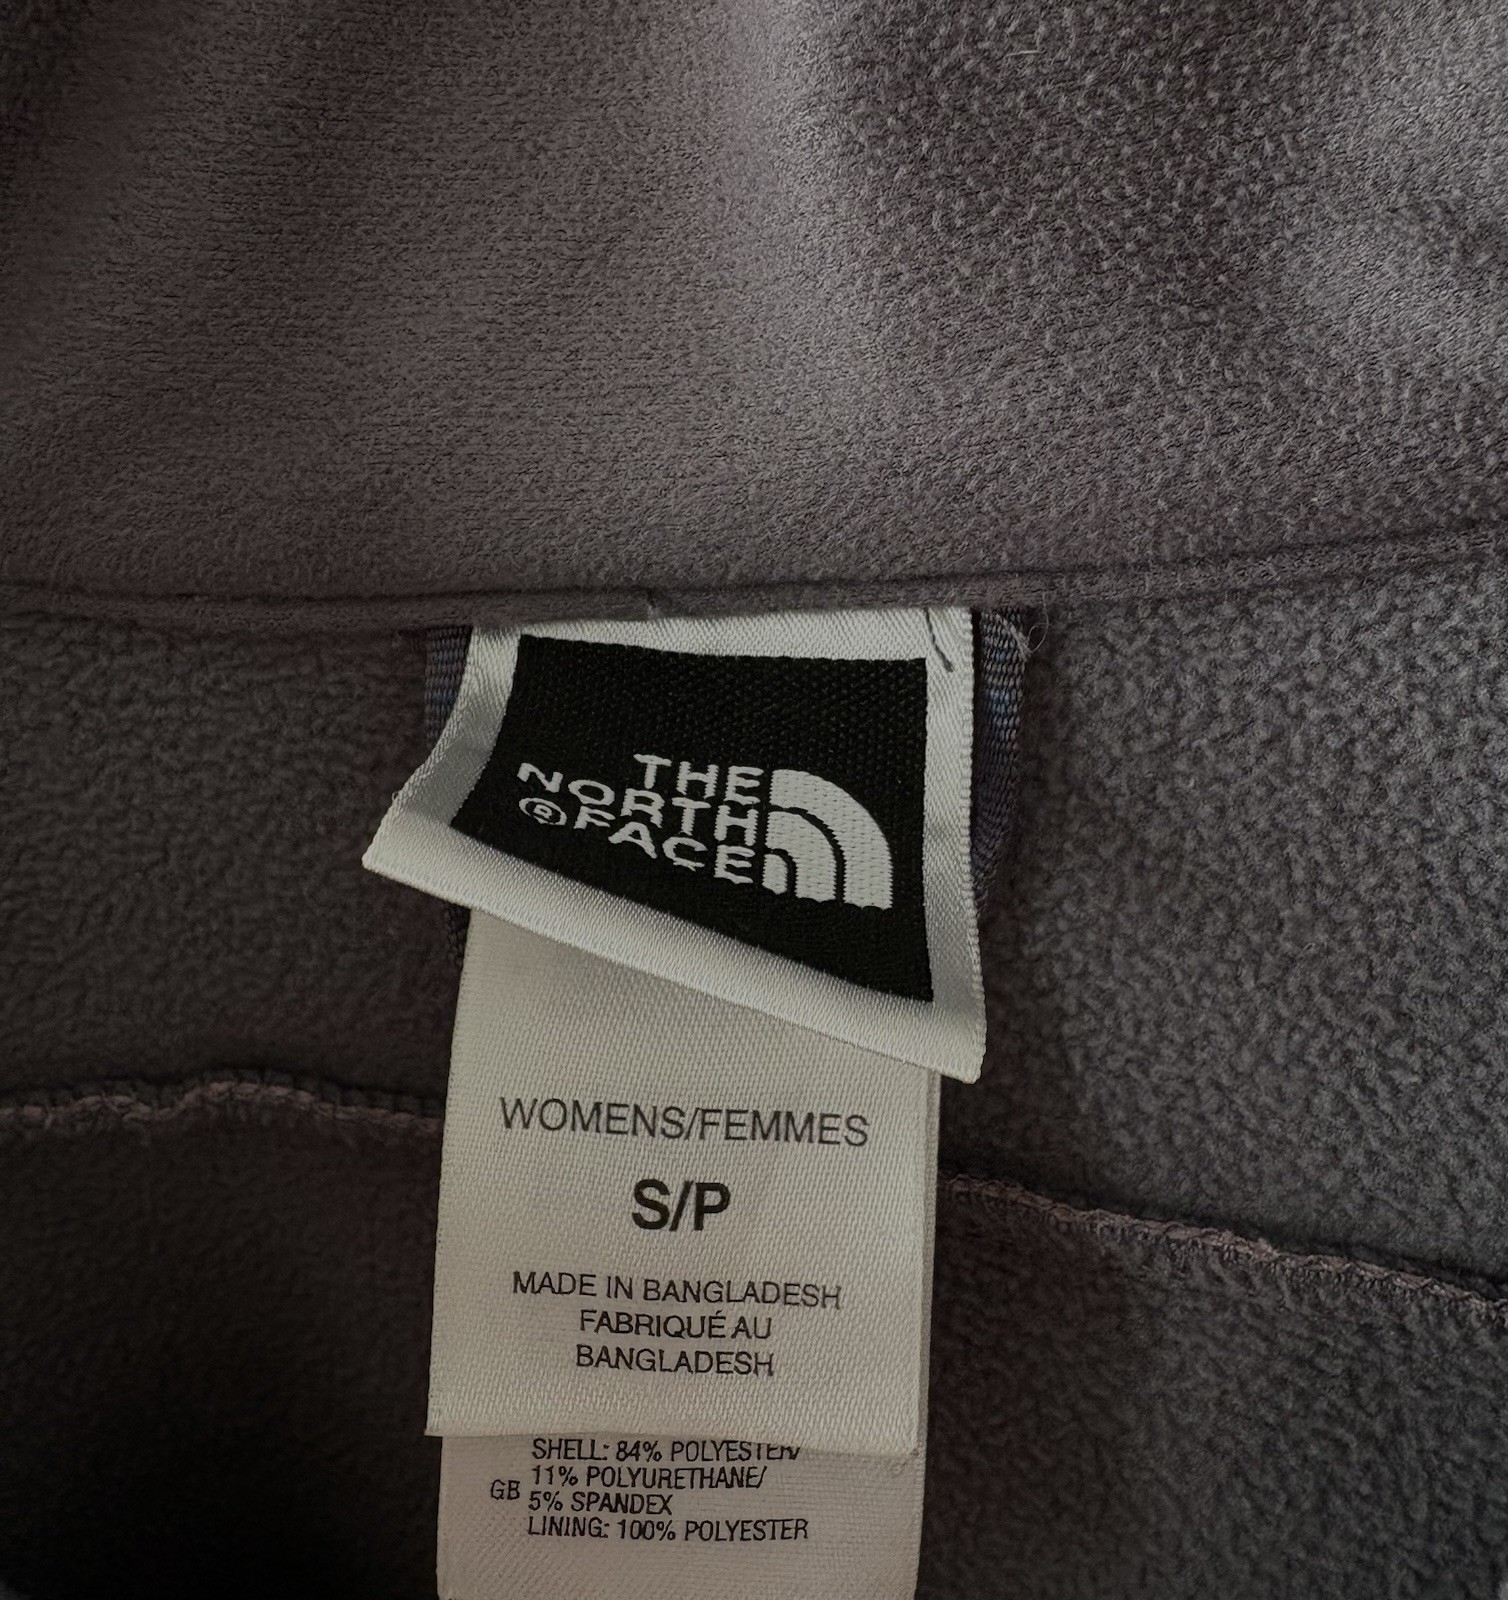 THE
NORTH
® FACE
WOMENS/FEMMES
S/P
MADE IN BANGLADESH
FABRIQUÉ AU
BANGLADESH
SHELL: 84% POLYESTER/
11% POLYURETHANE/
GB 5% SPANDEX
LINING: 100% POLYESTER